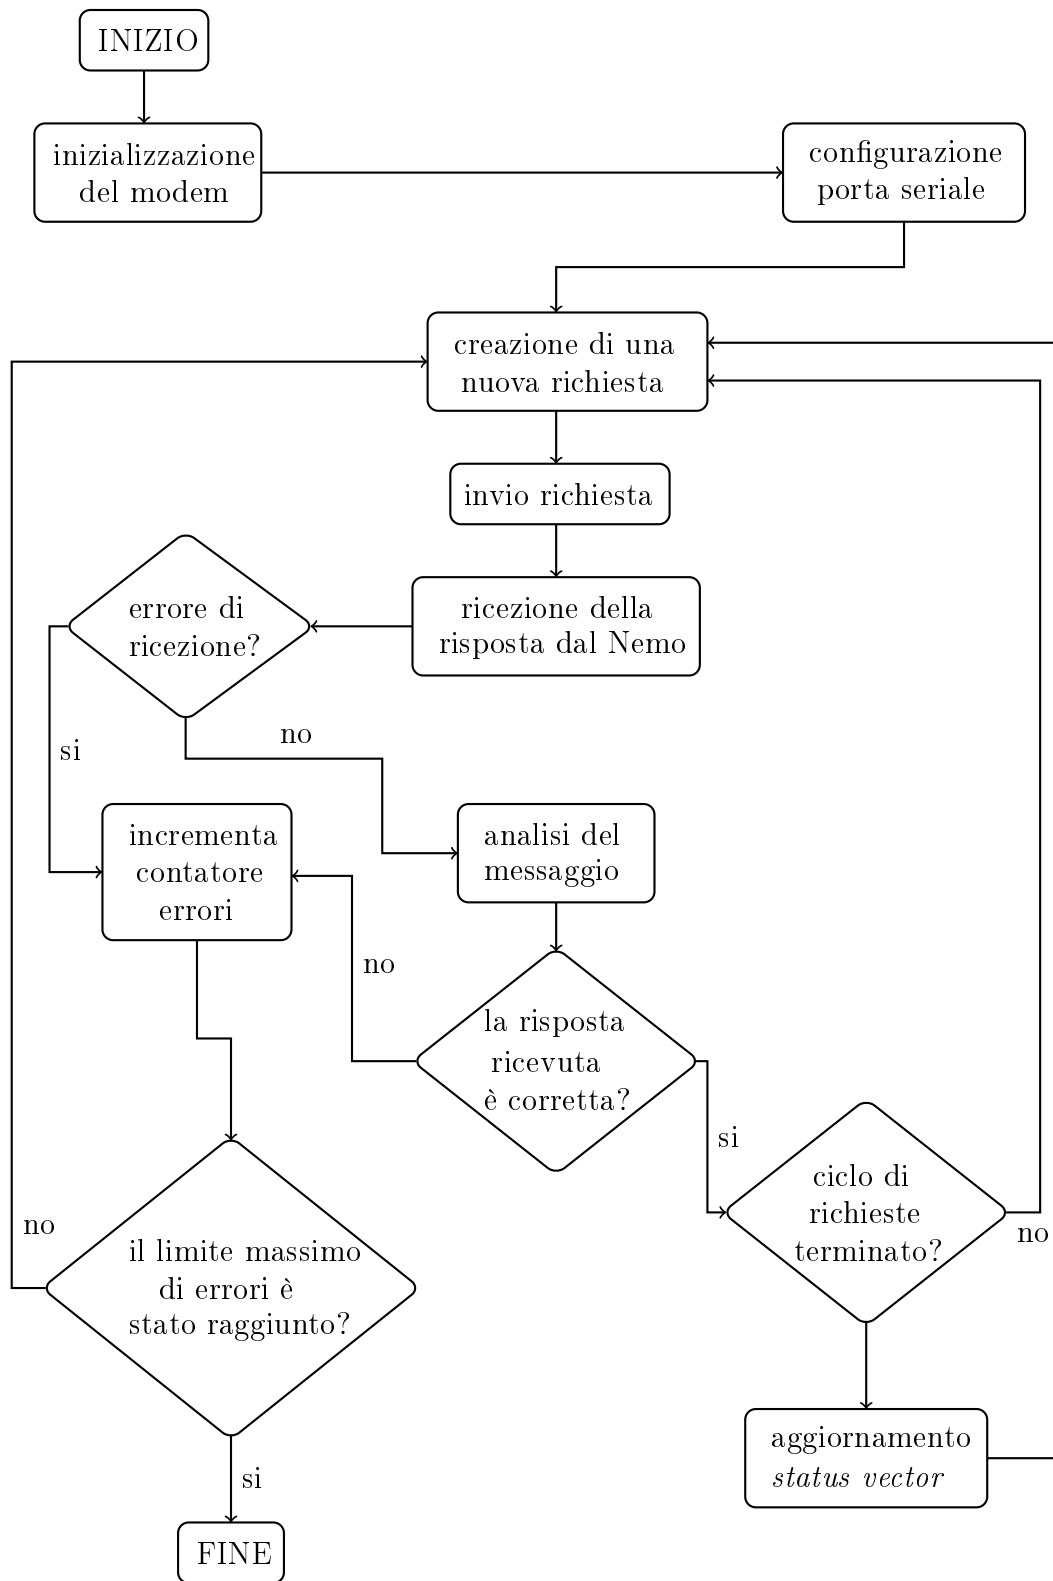 INIZIO
inizializzazione
del modem
configurazione
porta seriale
creazione di una
nuova richiesta
invio richiesta
ricezione della
risposta dal Nemo
errore di
ricezione?
si
no
incrementa
contatore
errori
analisi del
messaggio
no
la risposta
ricevuta
è corretta?
si
ciclo di
richieste
terminato?
no
no
il limite massimo
di errori è
stato raggiunto?
si
aggiornamento
status vector
FINE